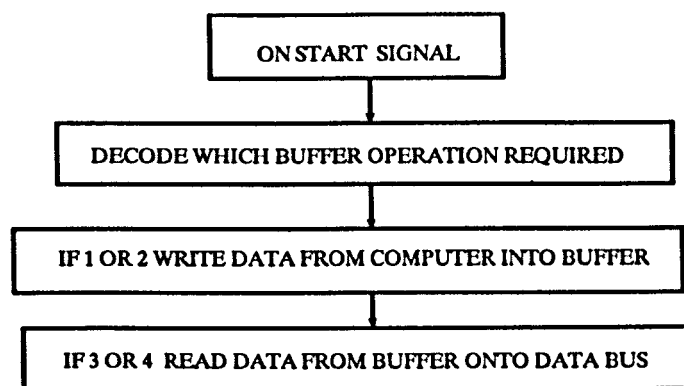 ON START SIGNAL
DECODE WHICH BUFFER OPERATION REQUIRED
IF 1 OR 2 WRITE DATA FROM COMPUTER INTO BUFFER
IF 3 OR 4 READ DATA FROM BUFFER ONTO DATA BUS